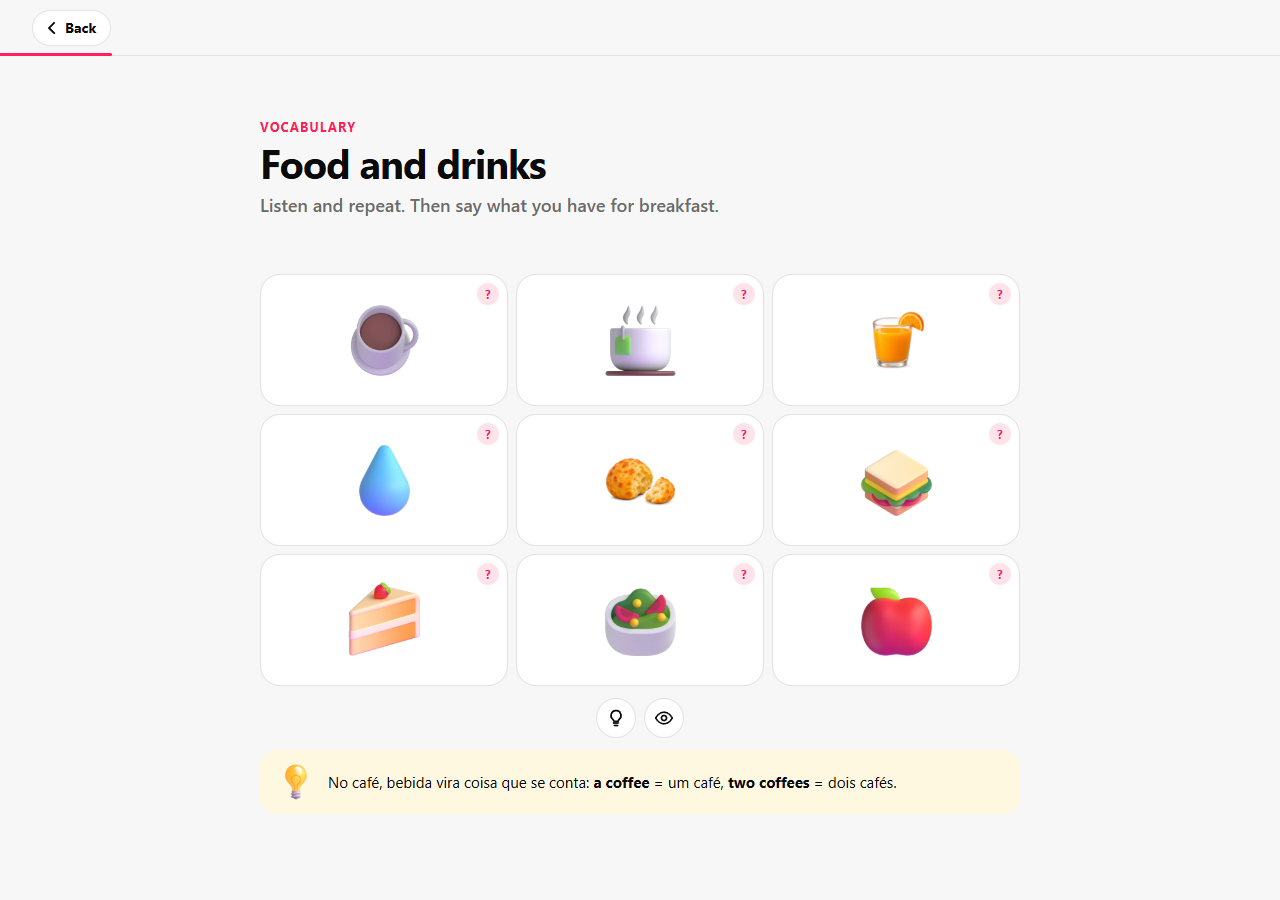 Back
VOCABULARY
Food and drinks
Listen and repeat. Then say what you have for breakfast.
? ? ?
? ? ?
? ? ?
No café, bebida vira coisa que se conta: a coffee = um café, two coffees = dois cafés.